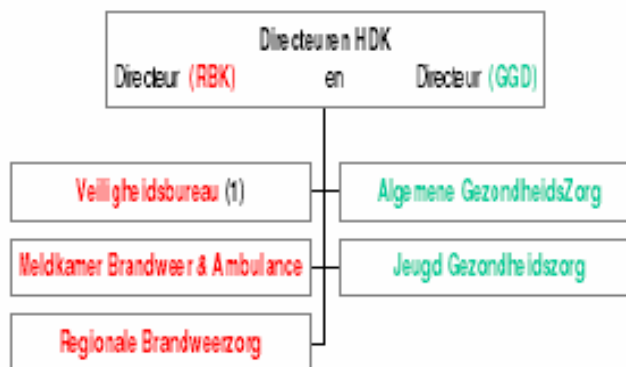 Directeuren HDK
Directeur (RBK) en Directeur (GGD)
Veiligheidsbureau (1)
Algemene GezondheidsZorg
Meldkamer Brandweer & Ambulance
Jeugd Gezondheidszorg
Regionale Brandweerzorg